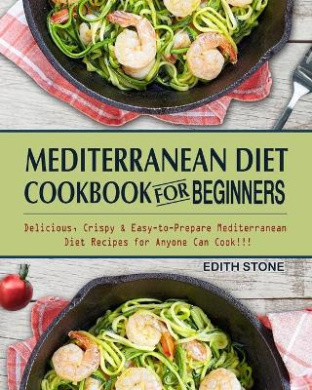 MEDITERRANEAN DIET
COOKBOOK FOR BEGINNERS
Delicious, Crispy & Easy-to-Prepare Mediterranean
Diet Recipes for Anyone Can Cook!!!
EDITH STONE